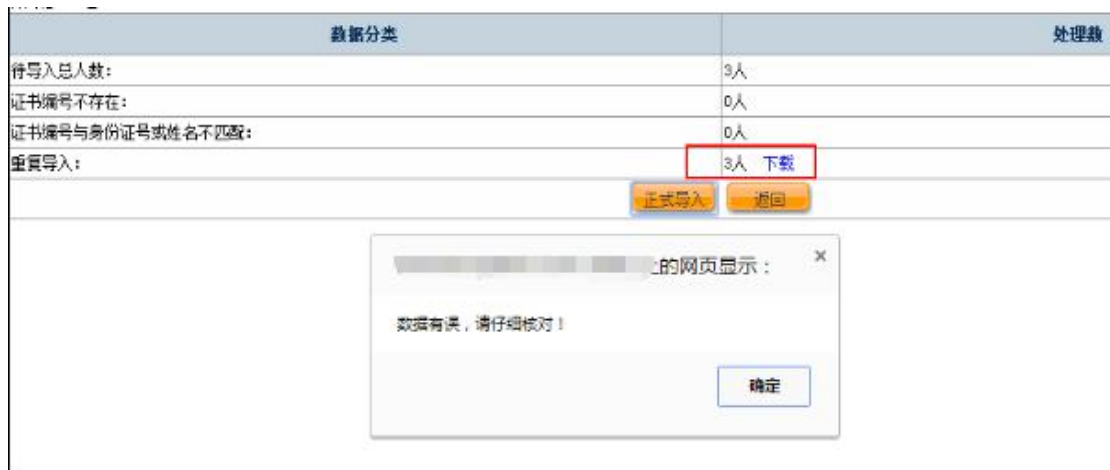 数据分类 处理数
待导入总人数： 3人
证书编号不存在： 0人
证书编号与身份证号或姓名不匹配： 0人
重复导入： 3人 下载
正式导入 返回
上的网页显示： ×
数据有误，请仔细核对！
确定